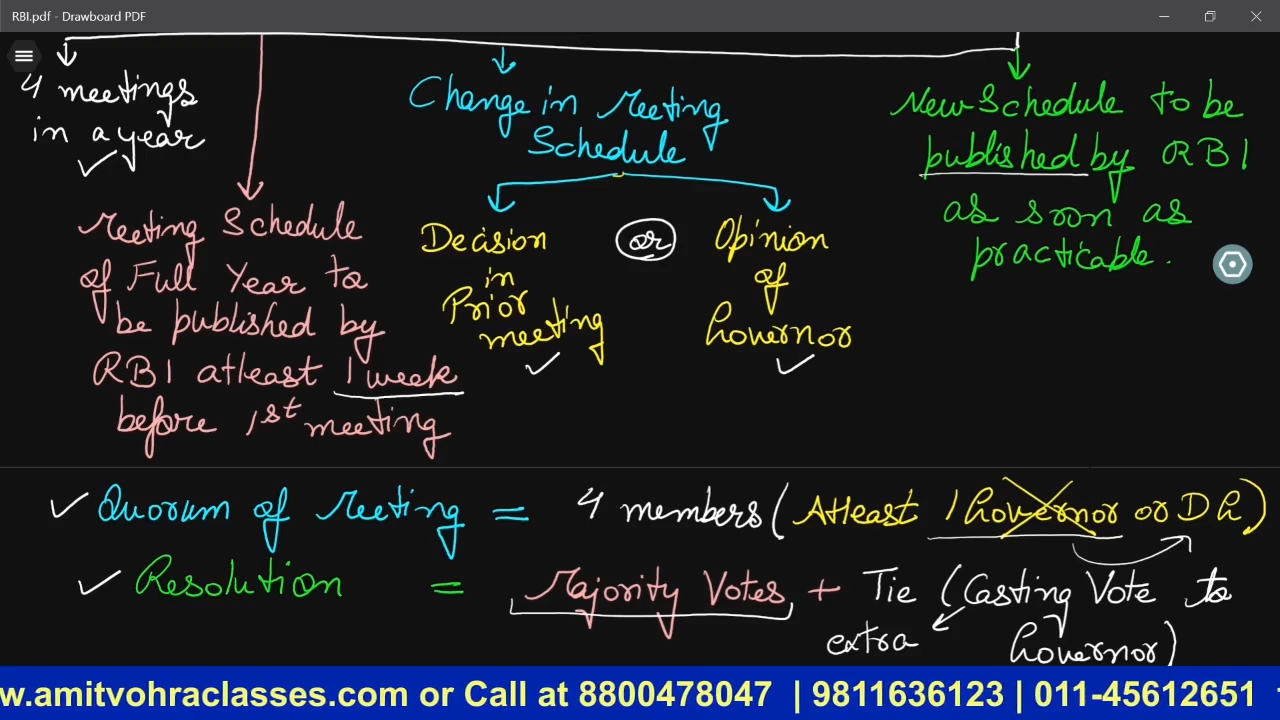 RBI.pdf - Drawboard PDF
4 meetings
in a year
Meeting Schedule
of Full Year to
be published by
RBI atleast 1 week
before 1st meeting
Change in Meeting
Schedule
Decision
in
Prior
meeting
or
Opinion
of
Governor
New Schedule to be
published by RBI
as soon as
practicable.
Quorum of Meeting = 4 members (Atleast 1 Governor or DG)
Resolution = Majority Votes + Tie (Casting Vote to
extra Governor)
w.amitvohraclasses.com or Call at 8800478047 | 9811636123 | 011-45612651